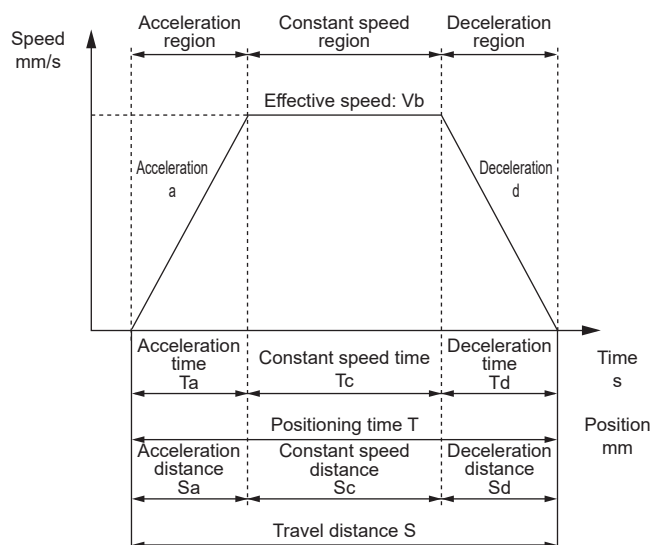 Speed
mm/s
Acceleration
region
Constant speed
region
Deceleration
region
Effective speed: Vb
Acceleration
a
Deceleration
d
Acceleration
time
Ta
Constant speed time
Tc
Deceleration
time
Td
Time
s
Positioning time T
Position
mm
Acceleration
distance
Sa
Constant speed
distance
Sc
Deceleration
distance
Sd
Travel distance S